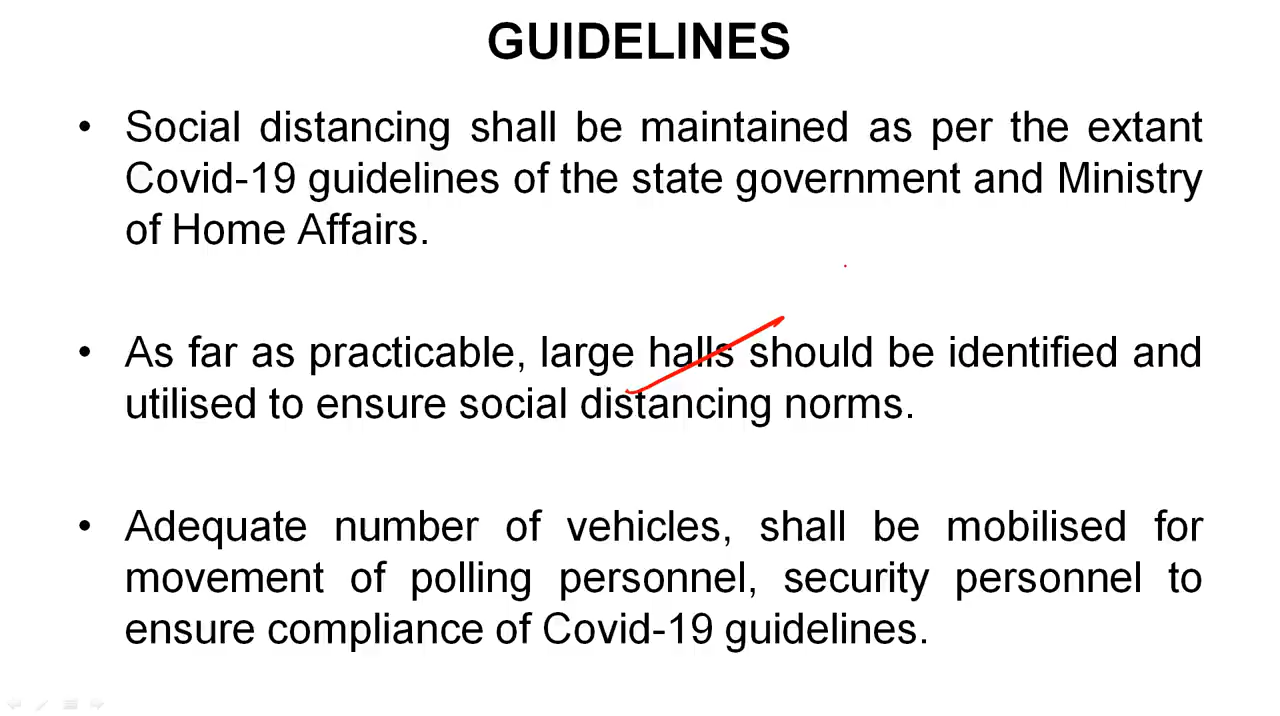 GUIDELINES
• Social distancing shall be maintained as per the extant
Covid-19 guidelines of the state government and Ministry
of Home Affairs.
• As far as practicable, large halls should be identified and
utilised to ensure social distancing norms.
• Adequate number of vehicles, shall be mobilised for
movement of polling personnel, security personnel to
ensure compliance of Covid-19 guidelines.